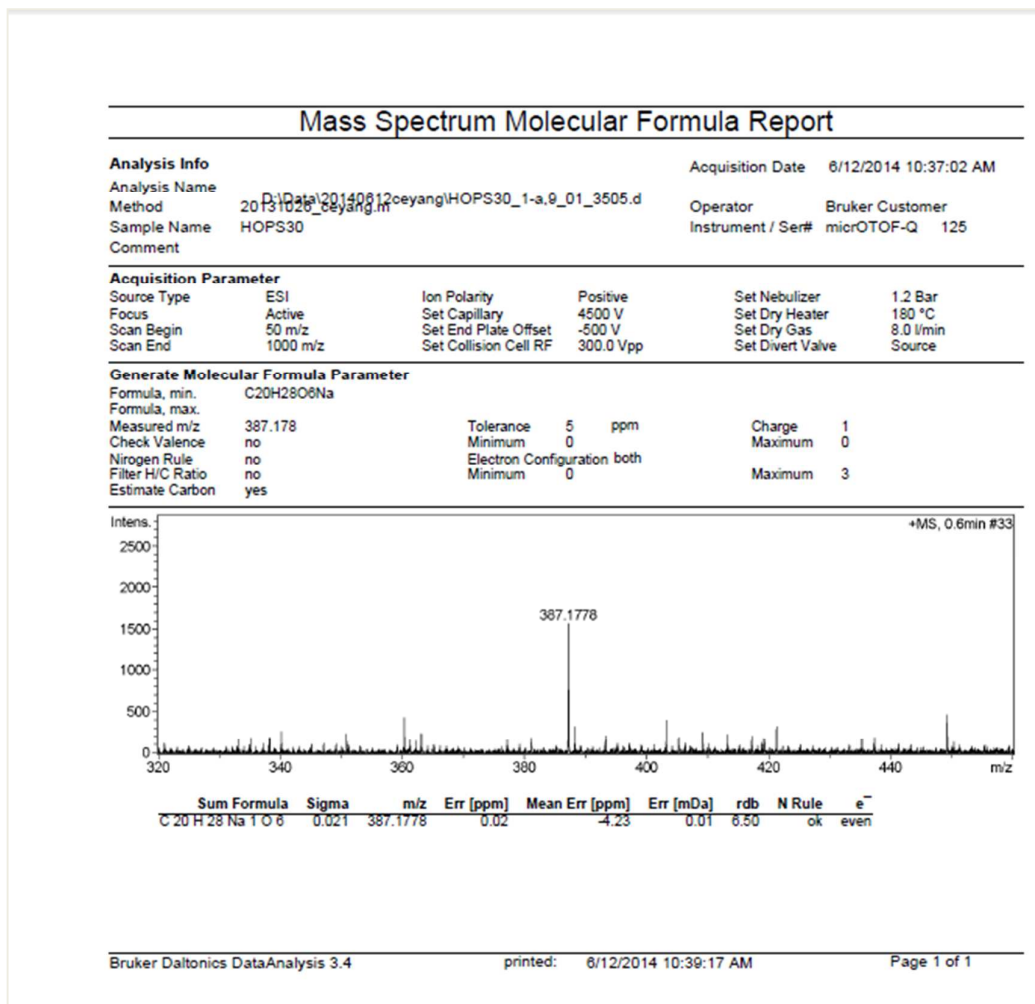 Mass Spectrum Molecular Formula Report
Analysis Info Acquisition Date 6/12/2014 10:37:02 AM
Analysis Name D:\Data\20140612ceyang\HOPS30_1-a,9_01_3505.d
Method 20131026_ceyang.m Operator Bruker Customer
Sample Name HOPS30 Instrument / Ser# micrOTOF-Q 125
Comment
Acquisition Parameter
Source Type ESI Ion Polarity Positive Set Nebulizer 1.2 Bar
Focus Active Set Capillary 4500 V Set Dry Heater 180 °C
Scan Begin 50 m/z Set End Plate Offset -500 V Set Dry Gas 8.0 l/min
Scan End 1000 m/z Set Collision Cell RF 300.0 Vpp Set Divert Valve Source
Generate Molecular Formula Parameter
Formula, min. C20H28O6Na
Formula, max.
Measured m/z 387.178 Tolerance 5 ppm Charge 1
Check Valence no Minimum 0 Maximum 0
Nirogen Rule no Electron Configuration both
Filter H/C Ratio no Minimum 0 Maximum 3
Estimate Carbon yes
Intens. +MS, 0.6min #33
2500
2000
1500
387.1778
1000
500
0
320 340 360 380 400 420 440 m/z
Sum Formula Sigma m/z Err [ppm] Mean Err [ppm] Err [mDa] rdb N Rule e⁻
C 20 H 28 Na 1 O 6 0.021 387.1778 0.02 -4.23 0.01 6.50 ok even
Bruker Daltonics DataAnalysis 3.4 printed: 6/12/2014 10:39:17 AM Page 1 of 1